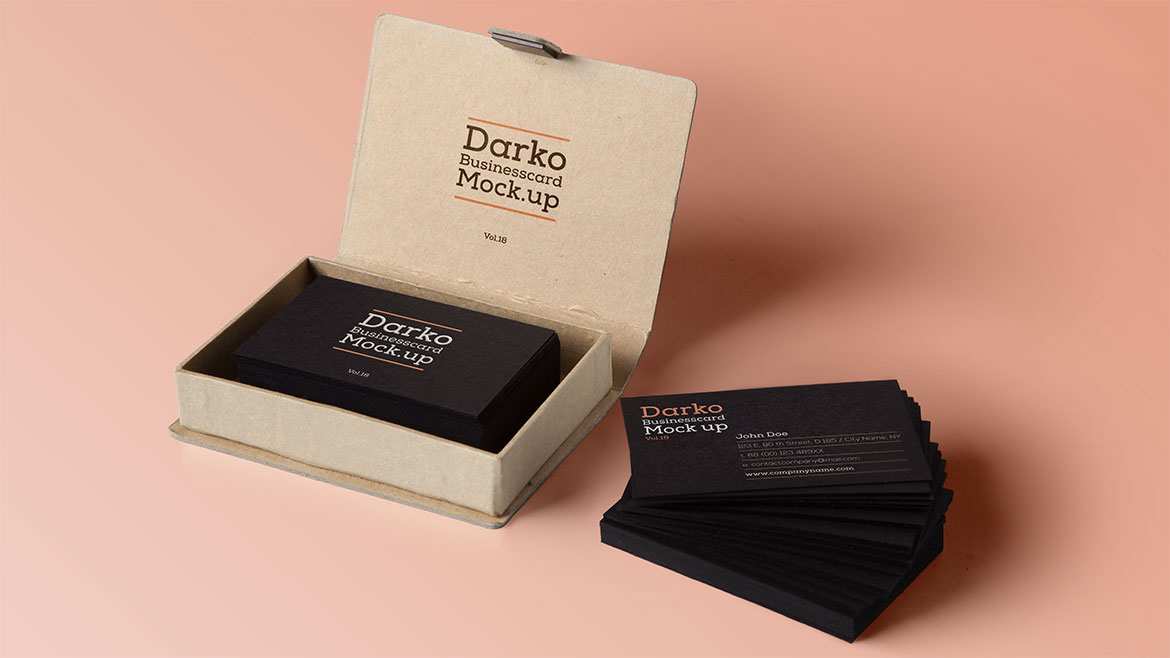 Darko
Businesscard
Mock.up
Vol.18
Darko
Businesscard
Mock.up
Vol.18
Darko
Businesscard
Mock up
Vol.18
John Doe
123 E. 80 th Street, D 185 / City Name, NY
t. 88 (00) 123 489XX
e. contact.company@mail.com
www.companyname.com